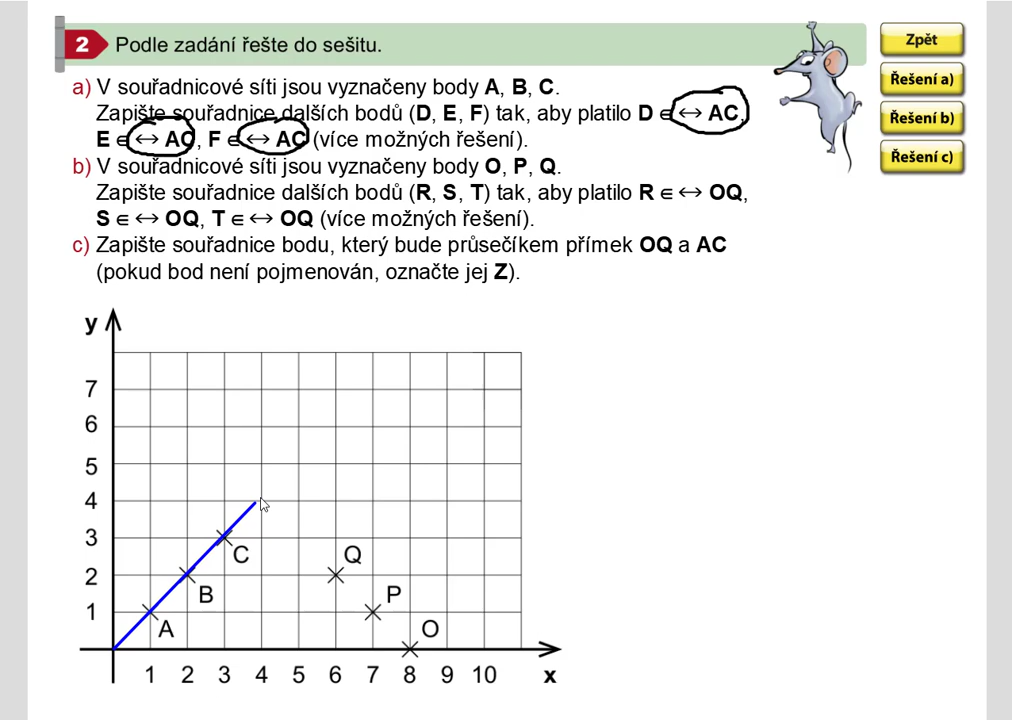 2 Podle zadání řešte do sešitu.
Zpět
Řešení a)
Řešení b)
Řešení c)
a) V souřadnicové síti jsou vyznačeny body A, B, C.
Zapište souřadnice dalších bodů (D, E, F) tak, aby platilo D ∈ ↔ AC,
E ∈ ↔ AC, F ∈ ↔ AC (více možných řešení).
b) V souřadnicové síti jsou vyznačeny body O, P, Q.
Zapište souřadnice dalších bodů (R, S, T) tak, aby platilo R ∈ ↔ OQ,
S ∈ ↔ OQ, T ∈ ↔ OQ (více možných řešení).
c) Zapište souřadnice bodu, který bude průsečíkem přímek OQ a AC
(pokud bod není pojmenován, označte jej Z).
y
7
6
5
4
3
C
Q
2
B
P
1
A
O
1 2 3 4 5 6 7 8 9 10 x